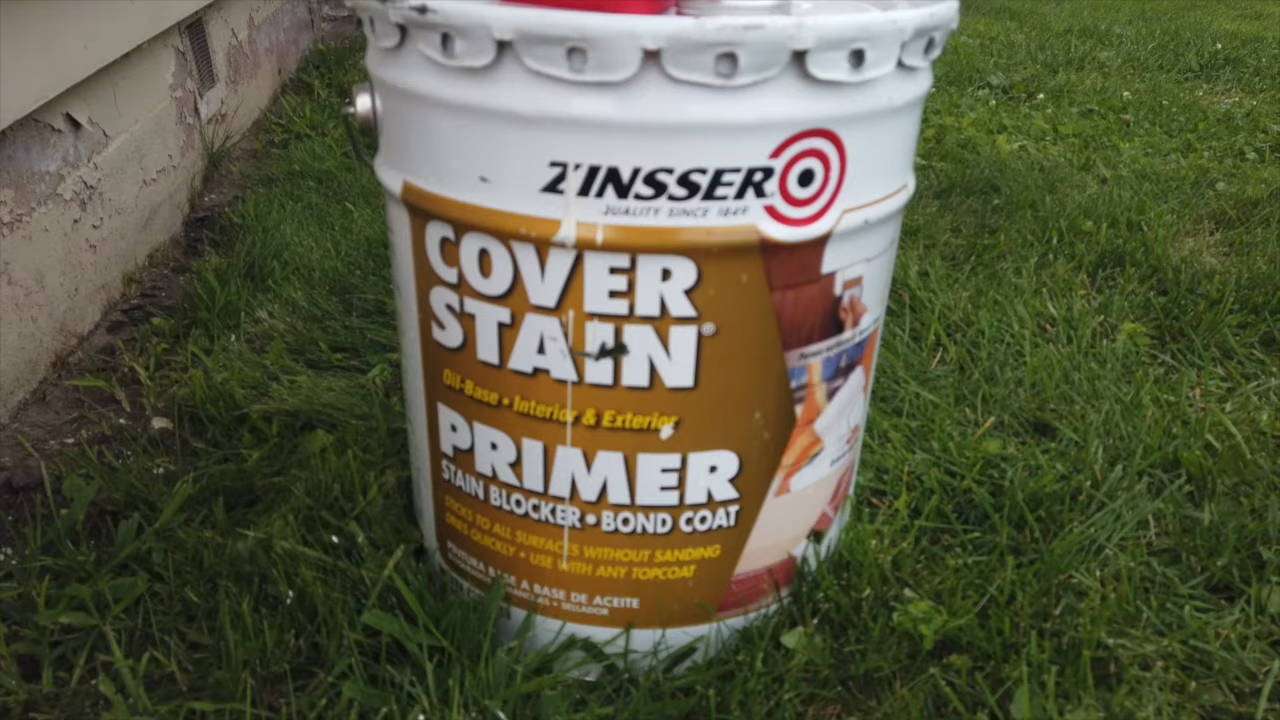 ZINSSER
QUALITY SINCE 1849
COVER
STAIN®
Oil-Base • Interior & Exterior
PRIMER
STAIN BLOCKER • BOND COAT
STICKS TO ALL SURFACES WITHOUT SANDING
DRIES QUICKLY • USE WITH ANY TOPCOAT
PINTURA BASE A BASE DE ACEITE
• SELLADOR